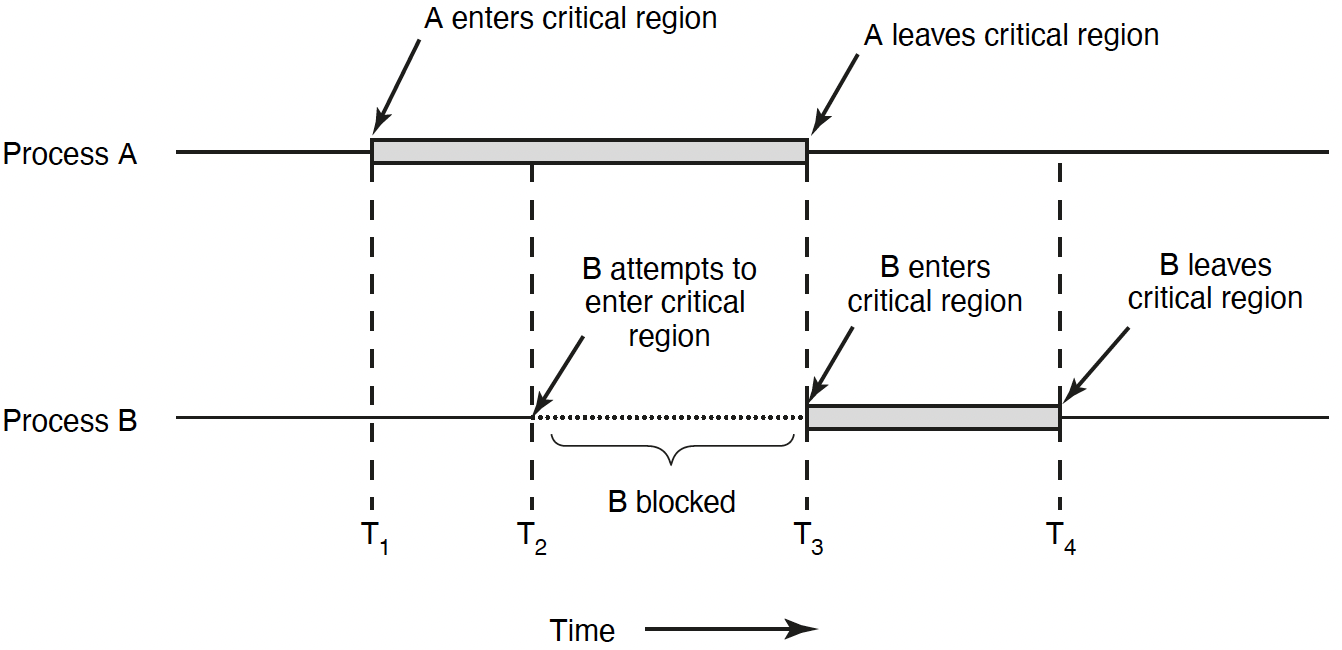 A enters critical region
A leaves critical region
Process A
B attempts to
enter critical
region
B enters
critical region
B leaves
critical region
Process B
B blocked
T1
T2
T3
T4
Time